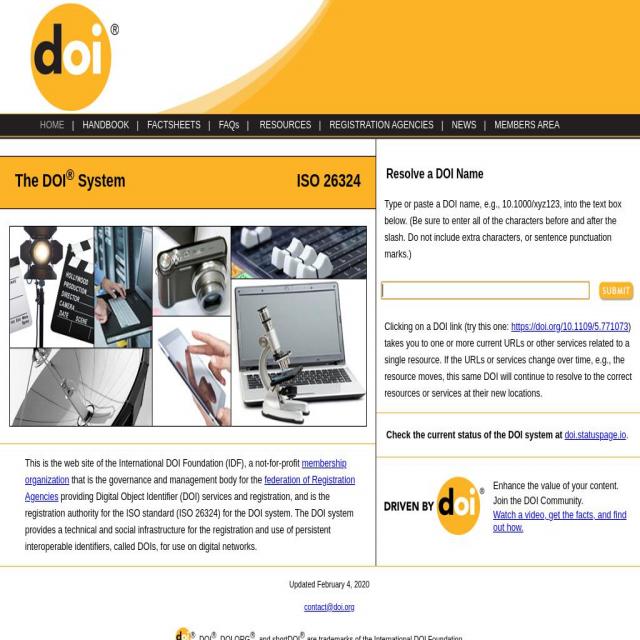 doi®
HOME | HANDBOOK | FACTSHEETS | FAQs | RESOURCES | REGISTRATION AGENCIES | NEWS | MEMBERS AREA
The DOI® System ISO 26324
HOLLYWOOD
PRODUCTION
DIRECTOR
CAMERA
DATE SCENE
This is the web site of the International DOI Foundation (IDF), a not-for-profit membership
organization that is the governance and management body for the federation of Registration
Agencies providing Digital Object Identifier (DOI) services and registration, and is the
registration authority for the ISO standard (ISO 26324) for the DOI system. The DOI system
provides a technical and social infrastructure for the registration and use of persistent
interoperable identifiers, called DOIs, for use on digital networks.
Resolve a DOI Name
Type or paste a DOI name, e.g., 10.1000/xyz123, into the text box
below. (Be sure to enter all of the characters before and after the
slash. Do not include extra characters, or sentence punctuation
marks.)
SUBMIT
Clicking on a DOI link (try this one: https://doi.org/10.1109/5.771073)
takes you to one or more current URLs or other services related to a
single resource. If the URLs or services change over time, e.g., the
resource moves, this same DOI will continue to resolve to the correct
resources or services at their new locations.
Check the current status of the DOI system at doi.statuspage.io.
DRIVEN BY doi®
Enhance the value of your content.
Join the DOI Community.
Watch a video, get the facts, and find
out how.
Updated February 4, 2020
contact@doi.org
doi®, DOI®, DOI.ORG®, and shortDOI® are trademarks of the International DOI Foundation.